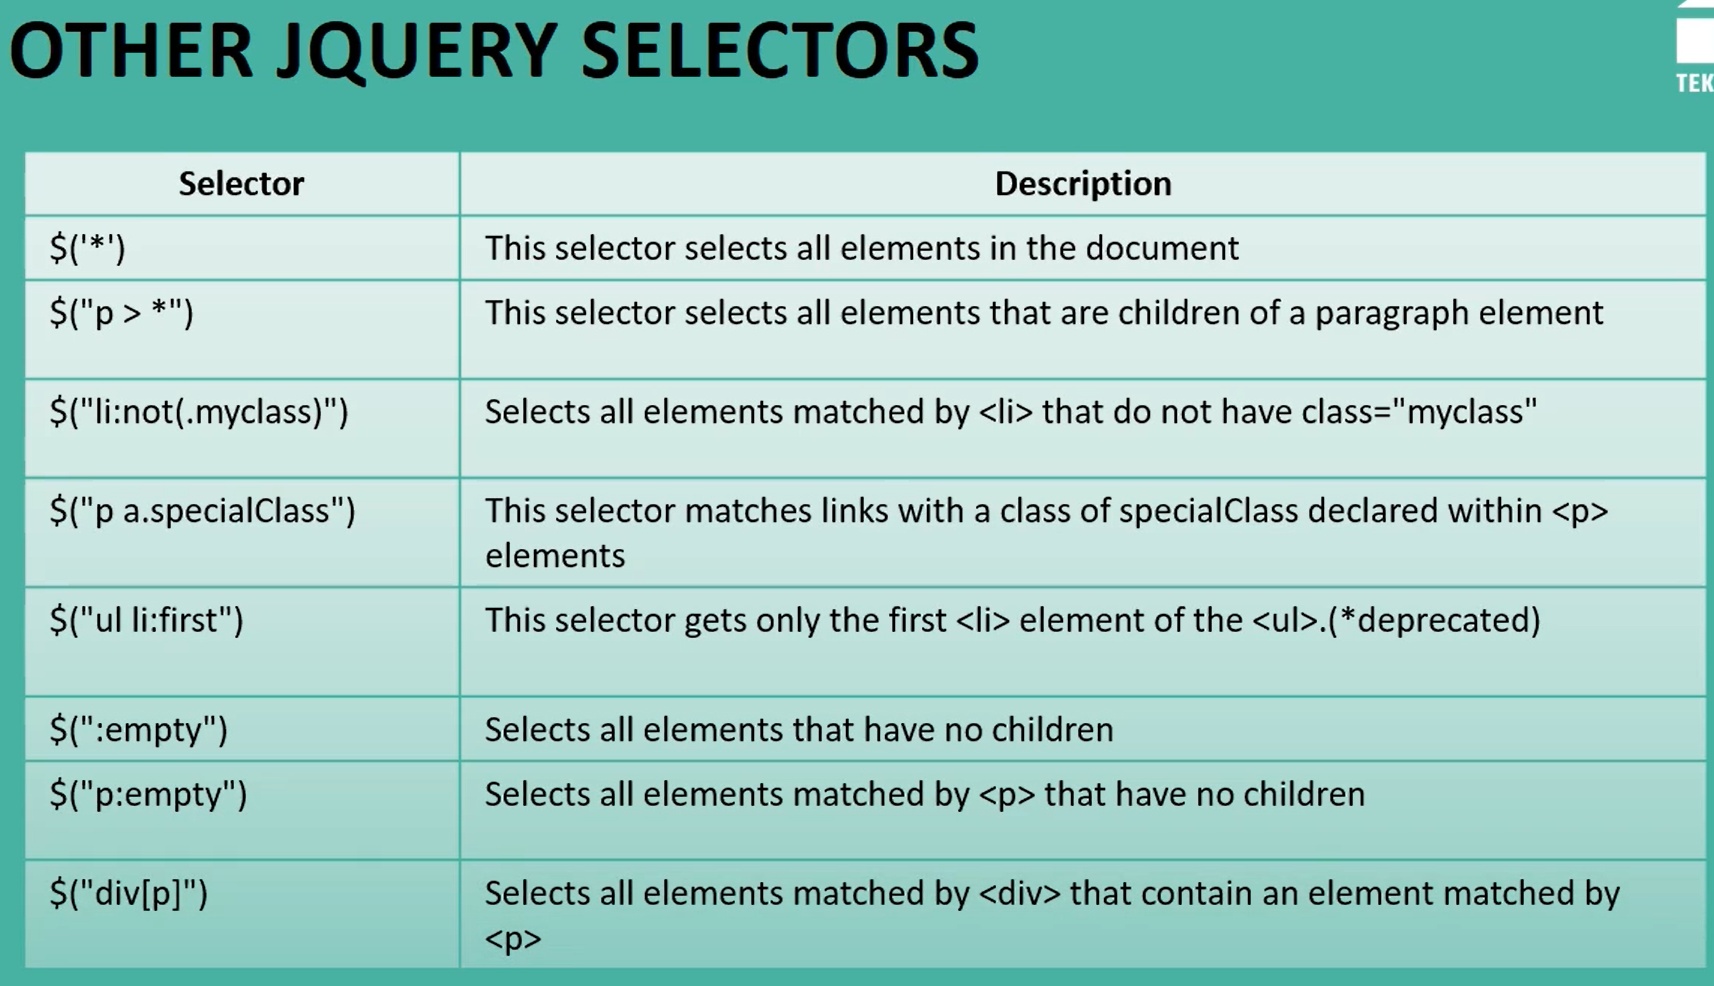 OTHER JQUERY SELECTORS
TEK
Selector Description
$('*') This selector selects all elements in the document
$("p > *") This selector selects all elements that are children of a paragraph element
$("li:not(.myclass)") Selects all elements matched by <li> that do not have class="myclass"
$("p a.specialClass") This selector matches links with a class of specialClass declared within <p>
elements
$("ul li:first") This selector gets only the first <li> element of the <ul>.(*deprecated)
$(":empty") Selects all elements that have no children
$("p:empty") Selects all elements matched by <p> that have no children
$("div[p]") Selects all elements matched by <div> that contain an element matched by
<p>